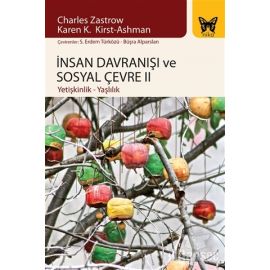 Charles Zastrow
Karen K. Kirst-Ashman
Çevirenler: S. Erdem Türközü - Büşra Alparslan
İNSAN DAVRANIŞI ve
SOSYAL ÇEVRE II
Yetişkinlik - Yaşlılık